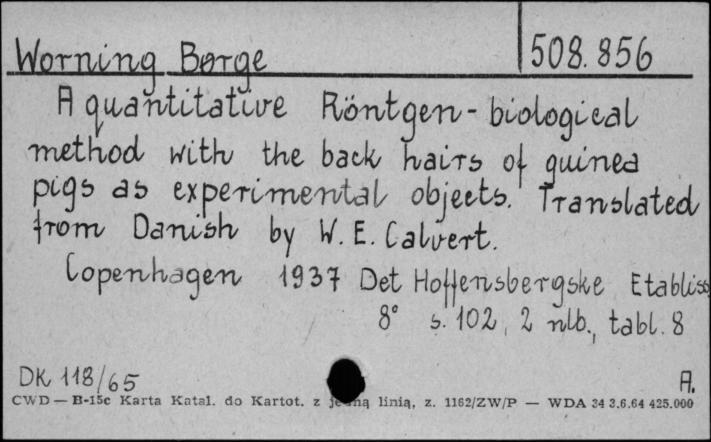 Worning Børge 508.856
A quantitative Röntgen-biological
method with the back hairs of guinea
pigs as experimental objects. Translated
from Danish by W. E. Calvert.
Copenhagen 1937 Det Hoffensbergske Etabliss
8° s. 102, 2 nlb., tabl. 8
DK 118/65 A.
CWD — B-15c Karta Katal. do Kartot. z jedną linią, z. 1162/ZW/P — WDA 34 3.6.64 425.000